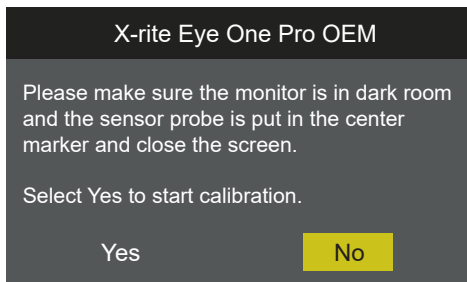 X-rite Eye One Pro OEM
Please make sure the monitor is in dark room
and the sensor probe is put in the center
marker and close the screen.
Select Yes to start calibration.
Yes
No